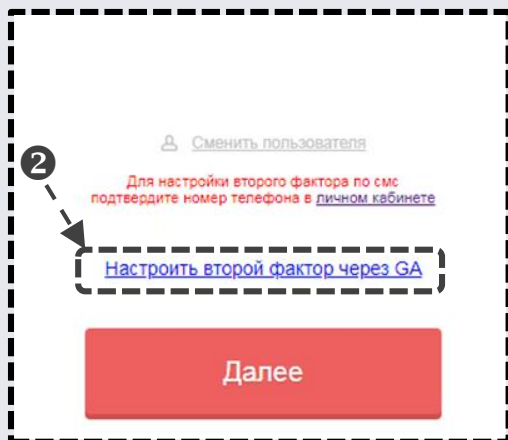 Сменить пользователя
❷
Для настройки второго фактора по смс
подтвердите номер телефона в личном кабинете
Настроить второй фактор через GA
Далее